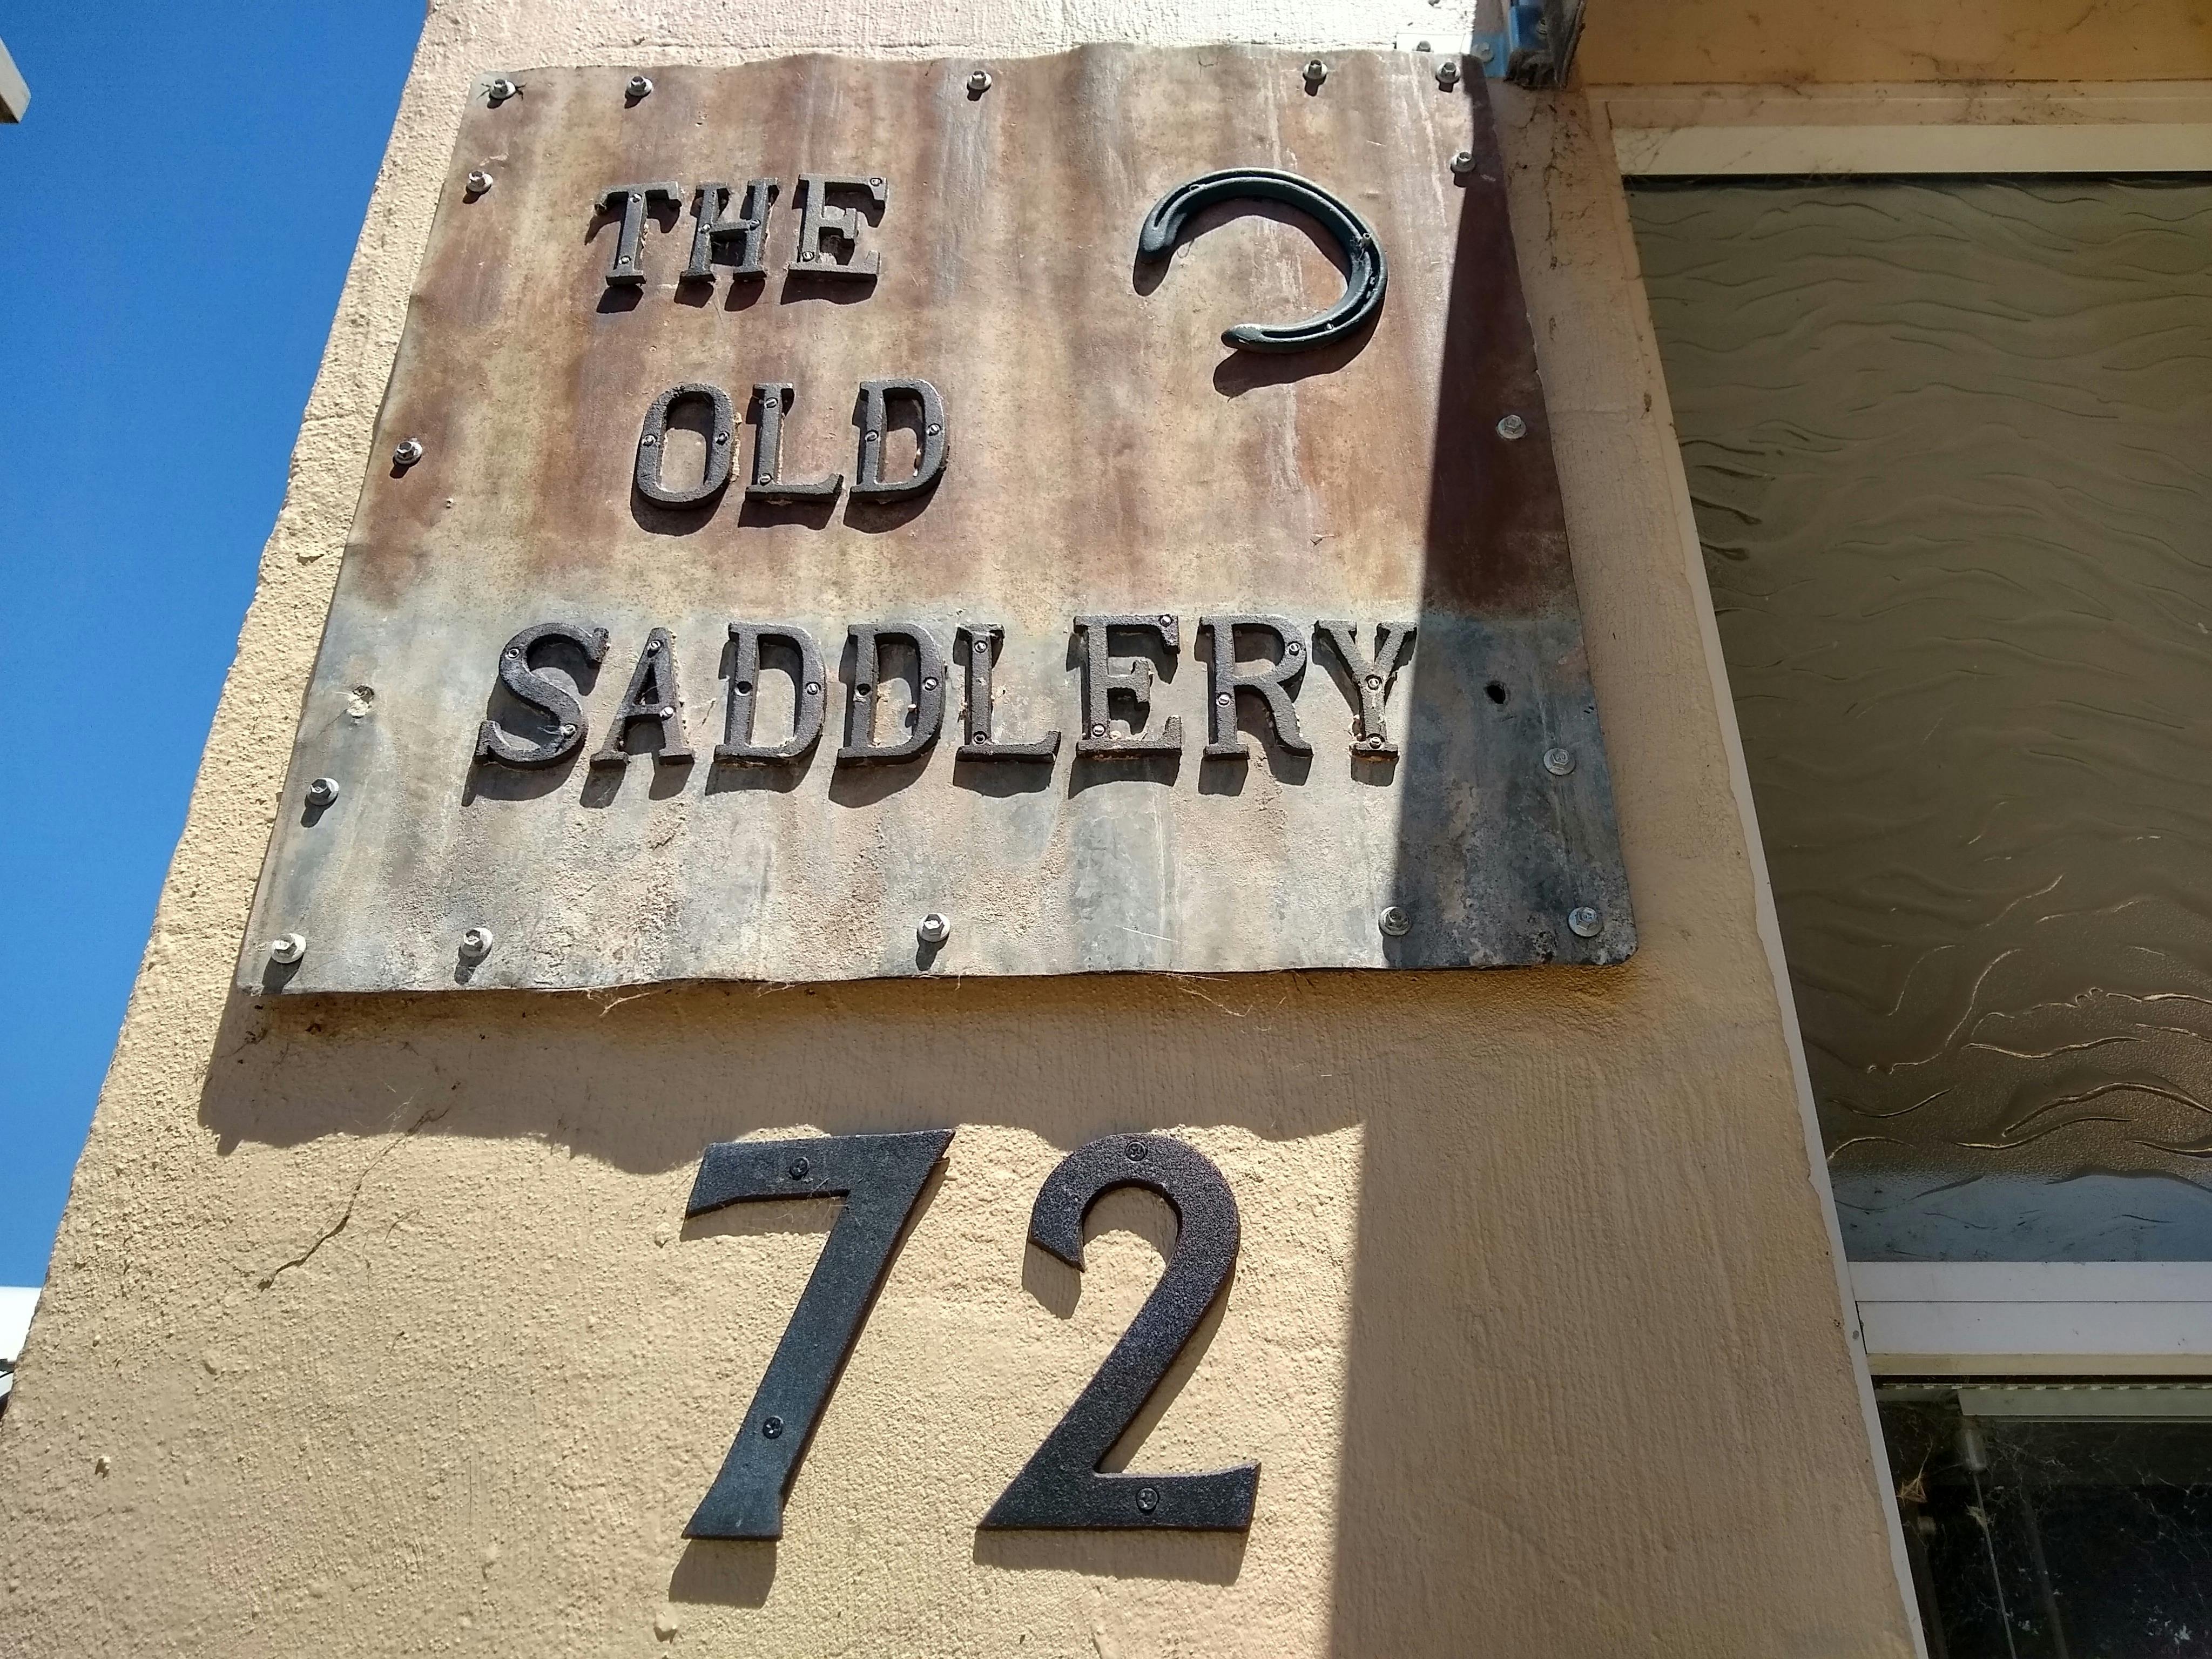 THE
OLD
SADDLERY
72